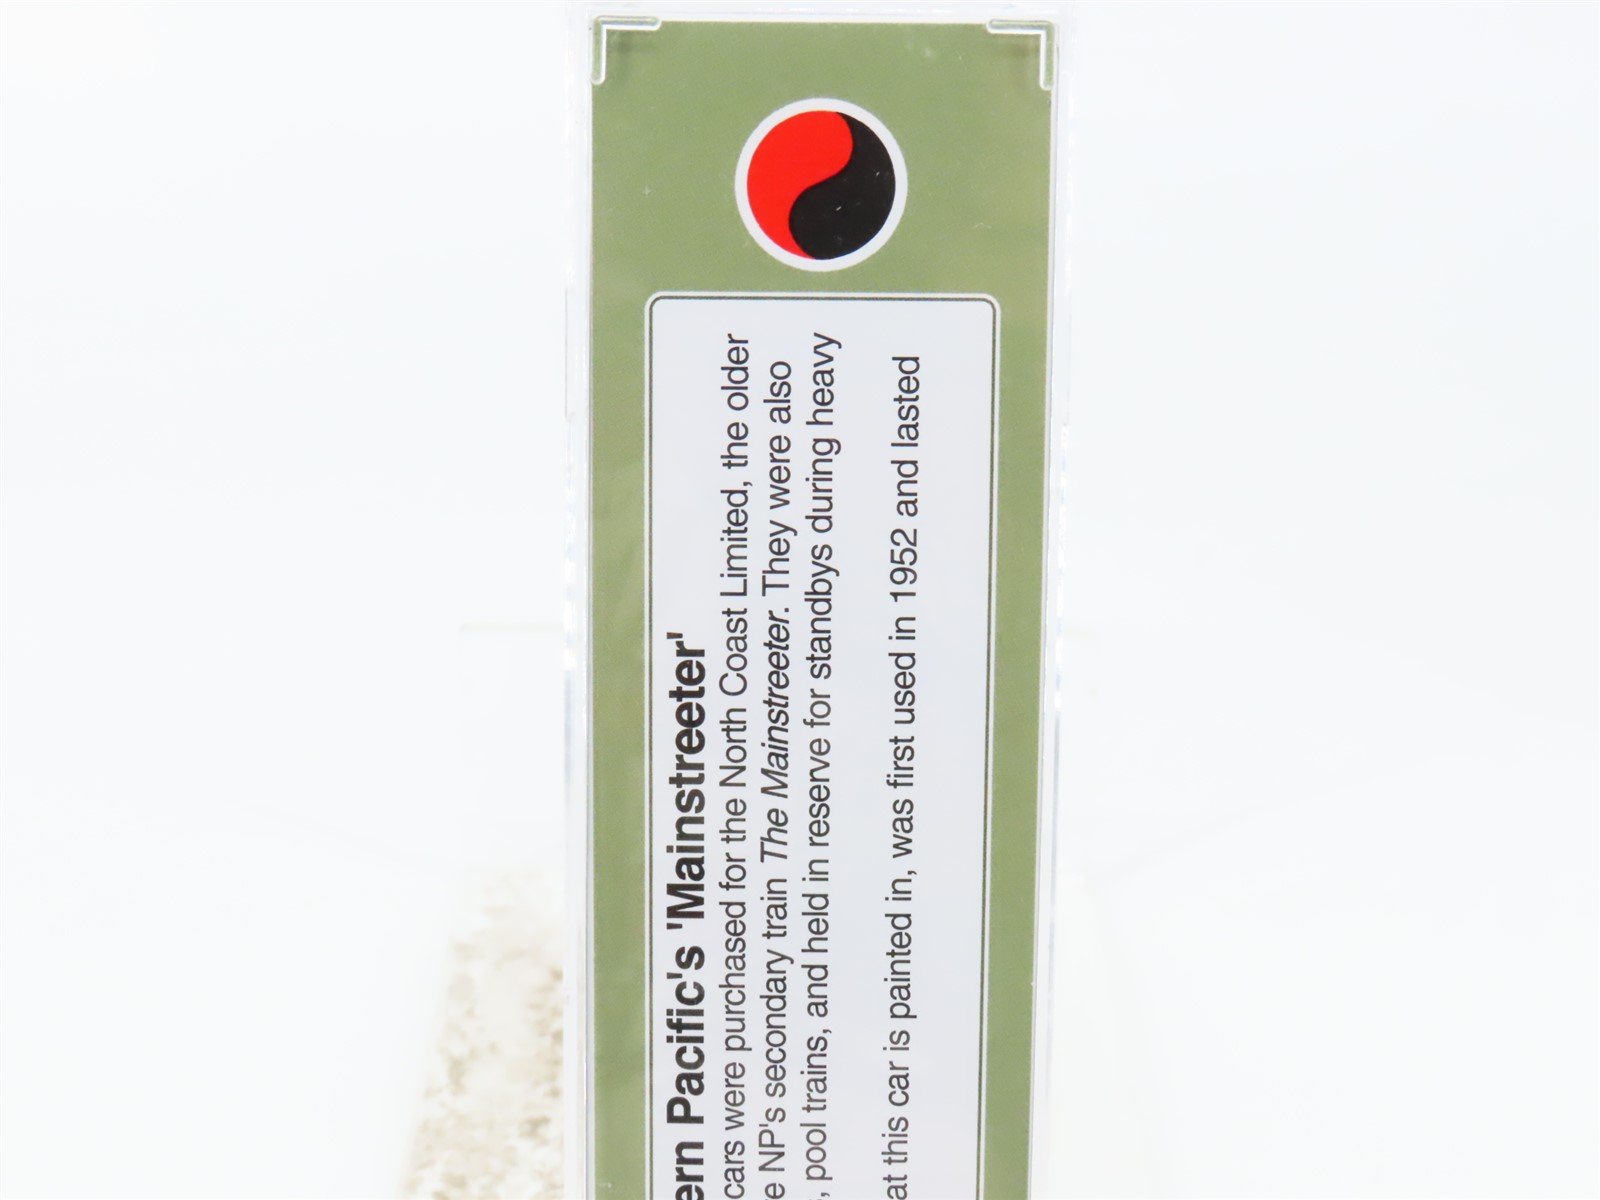 Pacific's 'Mainstreeter'
cars were purchased for the North Coast Limited, the older
NP's secondary train The Mainstreeter. They were also
pool trains, and held in reserve for standbys during heavy
at this car is painted in, was first used in 1952 and lasted